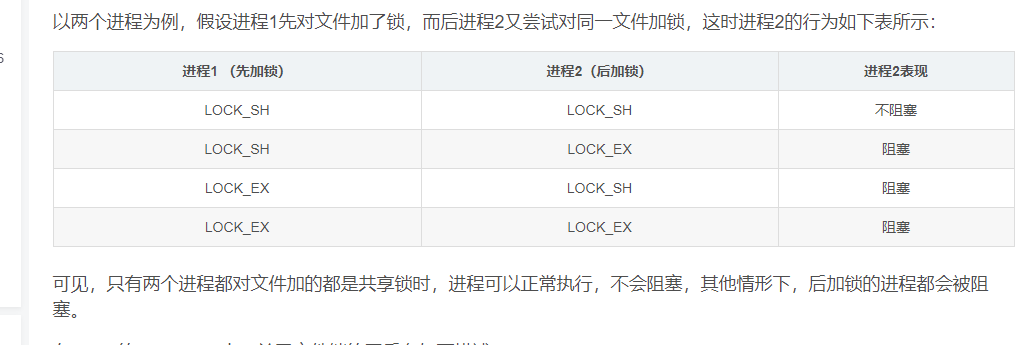 以两个进程为例，假设进程1先对文件加了锁，而后进程2又尝试对同一文件加锁，这时进程2的行为如下表所示：
进程1 （先加锁） 进程2（后加锁） 进程2表现
LOCK_SH LOCK_SH 不阻塞
LOCK_SH LOCK_EX 阻塞
LOCK_EX LOCK_SH 阻塞
LOCK_EX LOCK_EX 阻塞
可见，只有两个进程都对文件加的都是共享锁时，进程可以正常执行，不会阻塞，其他情形下，后加锁的进程都会被阻
塞。